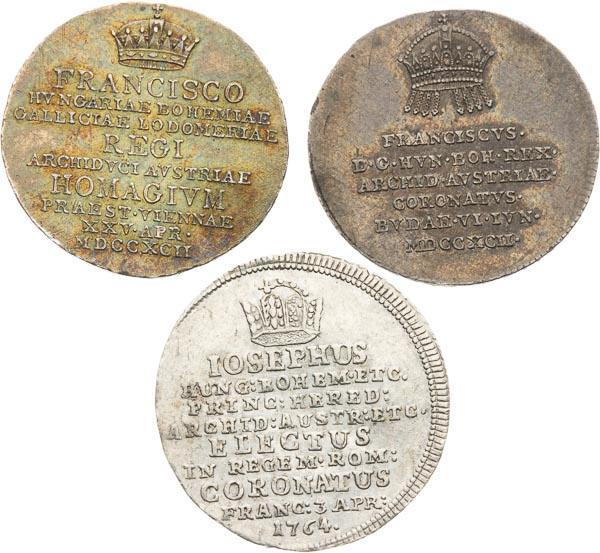 FRANCISCO
HVNGARIAE BOHEMIAE
GALLICIAE LODOMERIAE
REGI
ARCHIDVCI AVSTRIAE
HOMAGIVM
PRAEST·VIENNAE
XXV·APR·
MDCCXCII
FRANCISCVS·
D·G·HVN·BOH·REX·
ARCHID·AVSTRIAE·
CORONATVS·
BVDAE·VI·IVN·
MDCCXCII·
IOSEPHUS
HUNG:BOHEM·ETC.
PRINC:HERED:
ARCHID:AUSTR:ETC.
ELECTUS
IN REGEM·ROM:
CORONATUS
FRANC:3 APR:
1764.